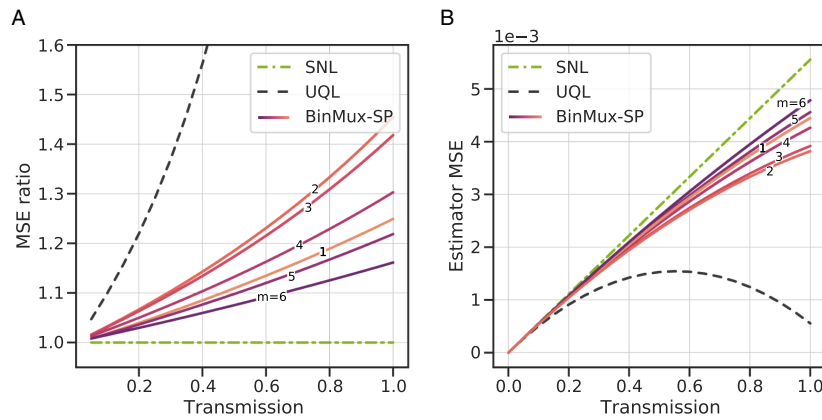 A
MSE ratio
1.6
1.5
1.4
1.3
1.2
1.1
1.0
SNL
UQL
BinMux-SP
2
3
4
1
5
m=6
0.2
0.4
0.6
0.8
1.0
Transmission
B
1e−3
Estimator MSE
5
4
3
2
1
0
SNL
UQL
BinMux-SP
m=6
5
1
4
3
2
0.0
0.2
0.4
0.6
0.8
1.0
Transmission